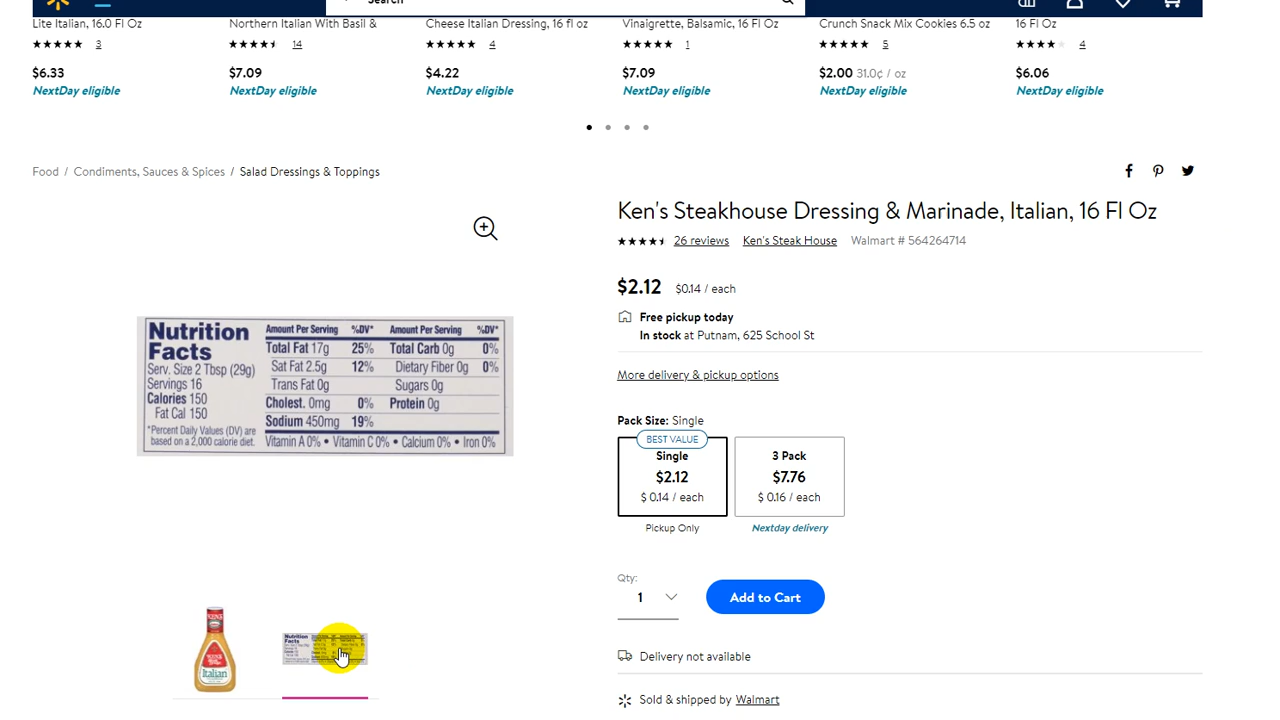 Search
Lite Italian, 16.0 Fl Oz
Northern Italian With Basil &
Cheese Italian Dressing, 16 fl oz
Vinaigrette, Balsamic, 16 Fl Oz
Crunch Snack Mix Cookies 6.5 oz
16 Fl Oz
3
14
4
1
5
4
$6.33
$7.09
$4.22
$7.09
$2.00 31.0¢ / oz
$6.06
NextDay eligible
NextDay eligible
NextDay eligible
NextDay eligible
NextDay eligible
NextDay eligible
Food / Condiments, Sauces & Spices / Salad Dressings & Toppings
Ken's Steakhouse Dressing & Marinade, Italian, 16 Fl Oz
26 reviews Ken's Steak House Walmart # 564264714
$2.12 $0.14 / each
Free pickup today
In stock at Putnam, 625 School St
More delivery & pickup options
Pack Size: Single
BEST VALUE
Single
$2.12
$ 0.14 / each
Pickup Only
3 Pack
$7.76
$ 0.16 / each
Nextday delivery
Qty:
1
Add to Cart
Delivery not available
Sold & shipped by Walmart
Nutrition
Facts
Serv. Size 2 Tbsp (29g)
Servings 16
Calories 150
Fat Cal 150
*Percent Daily Values (DV) are
based on a 2,000 calorie diet.
Amount Per Serving %DV*
Total Fat 17g 25%
Sat Fat 2.5g 12%
Trans Fat 0g
Cholest. 0mg 0%
Sodium 450mg 19%
Amount Per Serving %DV*
Total Carb 0g 0%
Dietary Fiber 0g 0%
Sugars 0g
Protein 0g
Vitamin A 0% • Vitamin C 0% • Calcium 0% • Iron 0%
KEN'S
Italian
Nutrition
Facts